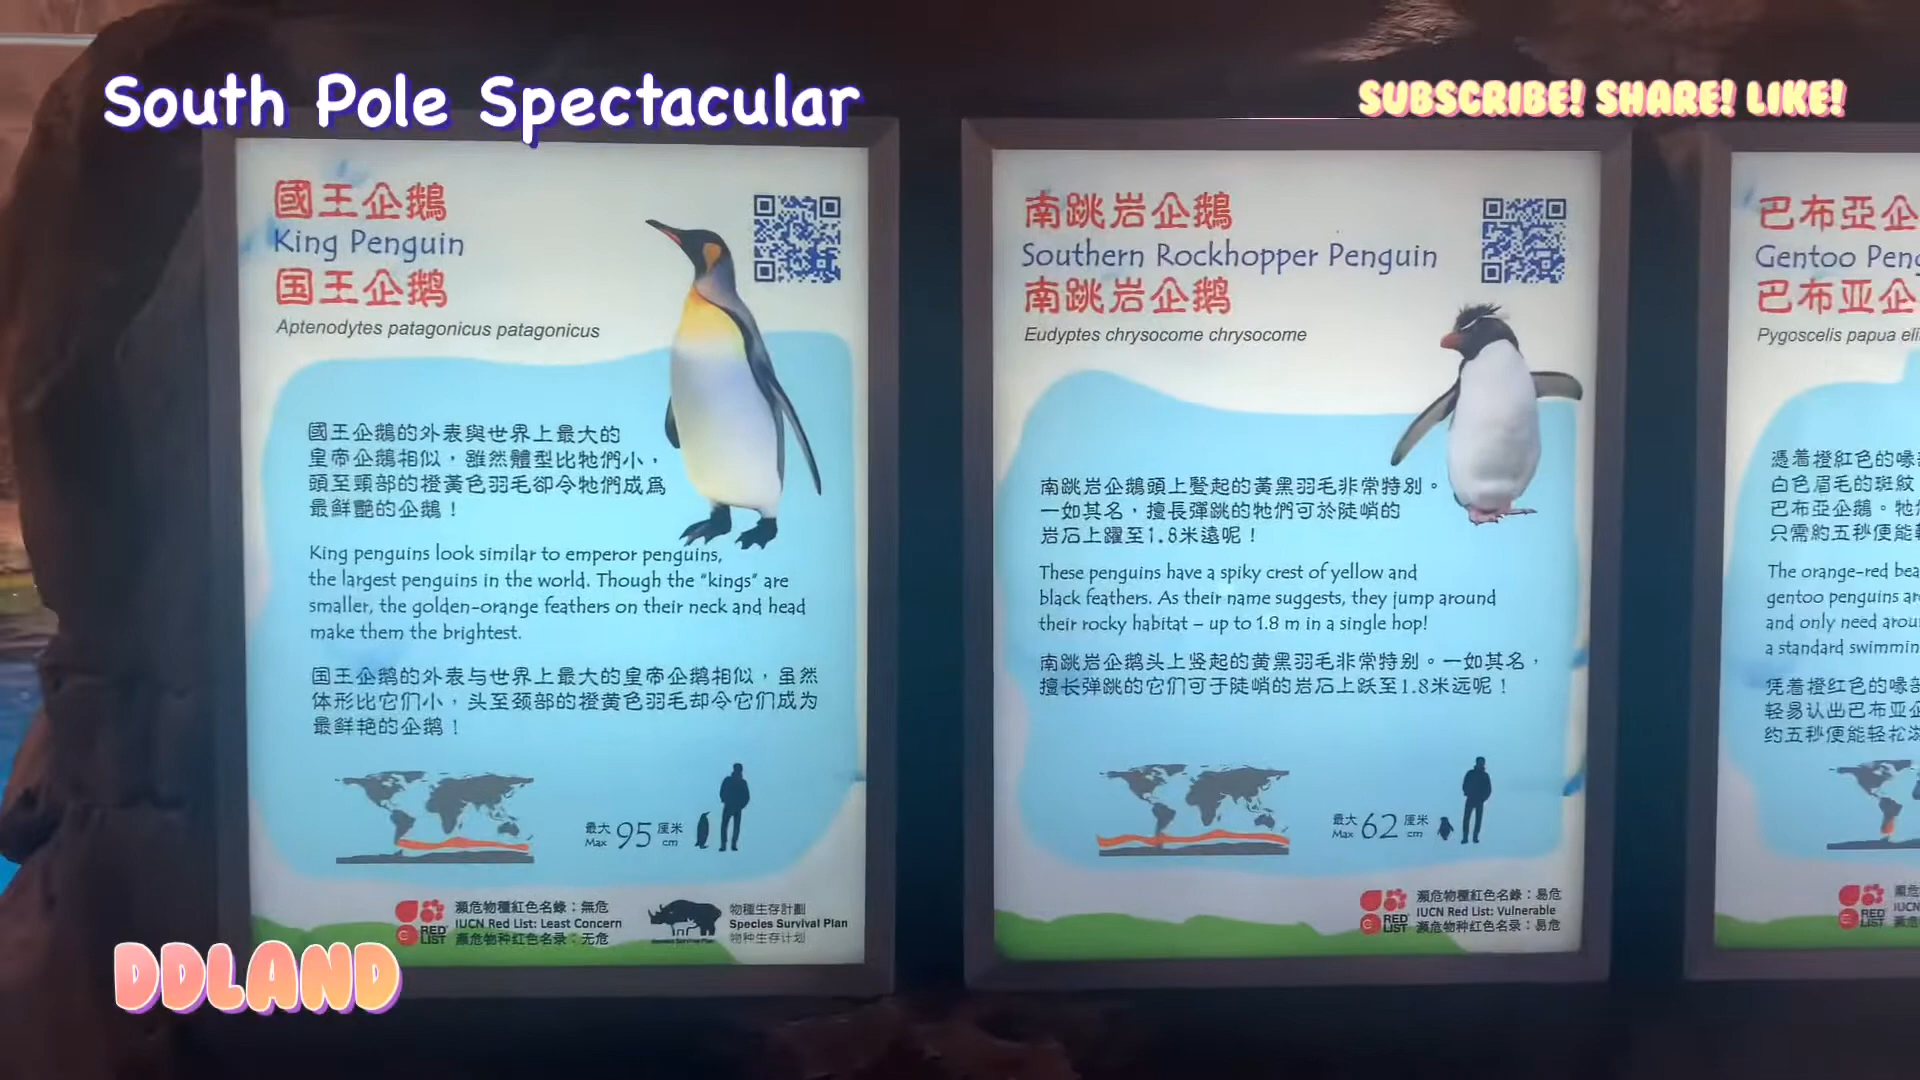 South Pole Spectacular
SUBSCRIBE! SHARE! LIKE!
國王企鵝
King Penguin
国王企鹅
Aptenodytes patagonicus patagonicus
國王企鵝的外表與世界上最大的
皇帝企鵝相似，雖然體型比牠們小，
頭至頸部的橙黃色羽毛卻令牠們成爲
最鮮艷的企鵝！
King penguins look similar to emperor penguins,
the largest penguins in the world. Though the “kings” are
smaller, the golden-orange feathers on their neck and head
make them the brightest.
国王企鹅的外表与世界上最大的皇帝企鹅相似，虽然
体形比它们小，头至颈部的橙黄色羽毛却令它们成为
最鲜艳的企鹅！
最大 95 厘米
Max cm
瀕危物種紅色名錄：無危
IUCN Red List: Least Concern
濒危物种红色名录：无危
RED LIST
物種生存計劃
Species Survival Plan
物种生存计划
南跳岩企鵝
Southern Rockhopper Penguin
南跳岩企鹅
Eudyptes chrysocome chrysocome
南跳岩企鵝頭上豎起的黃黑羽毛非常特別。
一如其名，擅長彈跳的牠們可於陡峭的
岩石上躍至1.8米遠呢！
These penguins have a spiky crest of yellow and
black feathers. As their name suggests, they jump around
their rocky habitat – up to 1.8 m in a single hop!
南跳岩企鹅头上竖起的黄黑羽毛非常特别。一如其名，
擅长弹跳的它们可于陡峭的岩石上跃至1.8米远呢！
最大 62 厘米
Max cm
瀕危物種紅色名錄：易危
IUCN Red List: Vulnerable
濒危物种红色名录：易危
RED LIST
巴布亞企
Gentoo
巴布亚企
Pygoscelis papua
憑着橙紅色的喙
白色眉毛的斑紋
巴布亞企鵝。牠
只需約五秒便能
The orange-red
gentoo penguins
and only need
a standard
凭着橙红色的喙
轻易认出巴布亚企
约五秒便能轻松
RED LIST
DDLAND